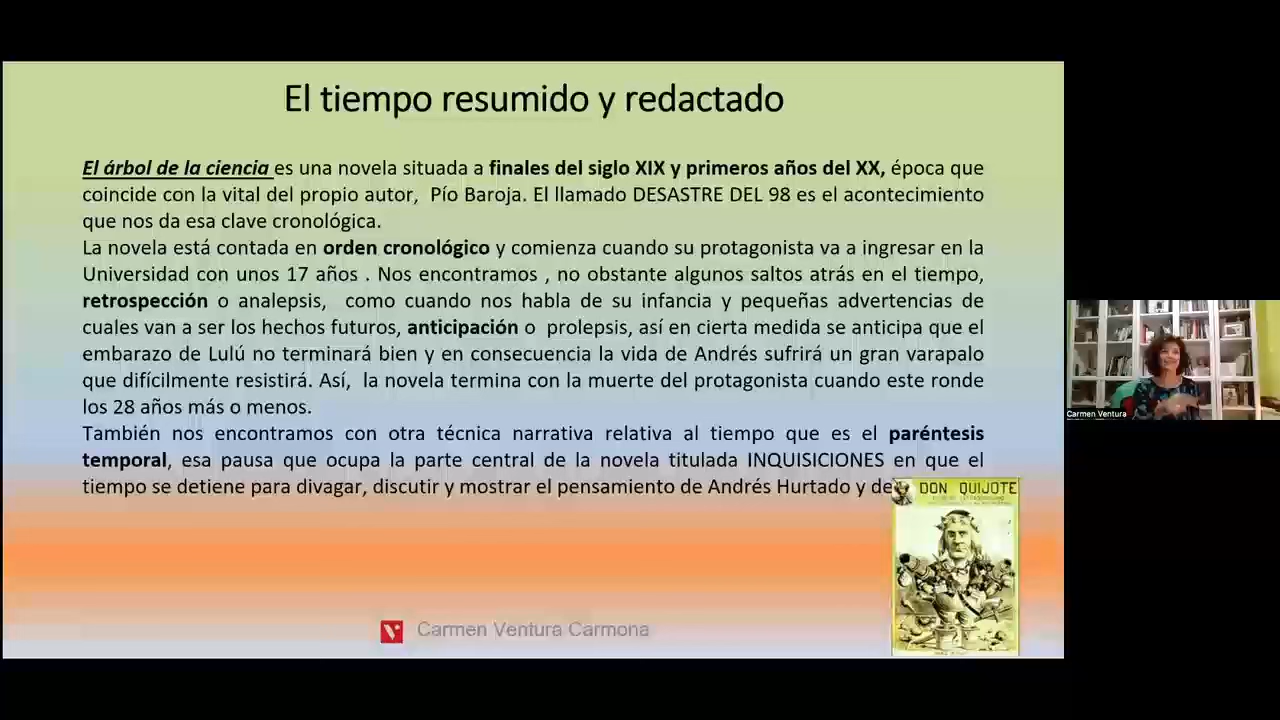 El tiempo resumido y redactado
El árbol de la ciencia es una novela situada a finales del siglo XIX y primeros años del XX, época que
coincide con la vital del propio autor, Pío Baroja. El llamado DESASTRE DEL 98 es el acontecimiento
que nos da esa clave cronológica.
La novela está contada en orden cronológico y comienza cuando su protagonista va a ingresar en la
Universidad con unos 17 años . Nos encontramos , no obstante algunos saltos atrás en el tiempo,
retrospección o analepsis, como cuando nos habla de su infancia y pequeñas advertencias de
cuales van a ser los hechos futuros, anticipación o prolepsis, así en cierta medida se anticipa que el
embarazo de Lulú no terminará bien y en consecuencia la vida de Andrés sufrirá un gran varapalo
que difícilmente resistirá. Así, la novela termina con la muerte del protagonista cuando este ronde
los 28 años más o menos.
También nos encontramos con otra técnica narrativa relativa al tiempo que es el paréntesis
temporal, esa pausa que ocupa la parte central de la novela titulada INQUISICIONES en que el
tiempo se detiene para divagar, discutir y mostrar el pensamiento de Andrés Hurtado y de
DON QUIJOTE
Carmen Ventura Carmona
Carmen Ventura